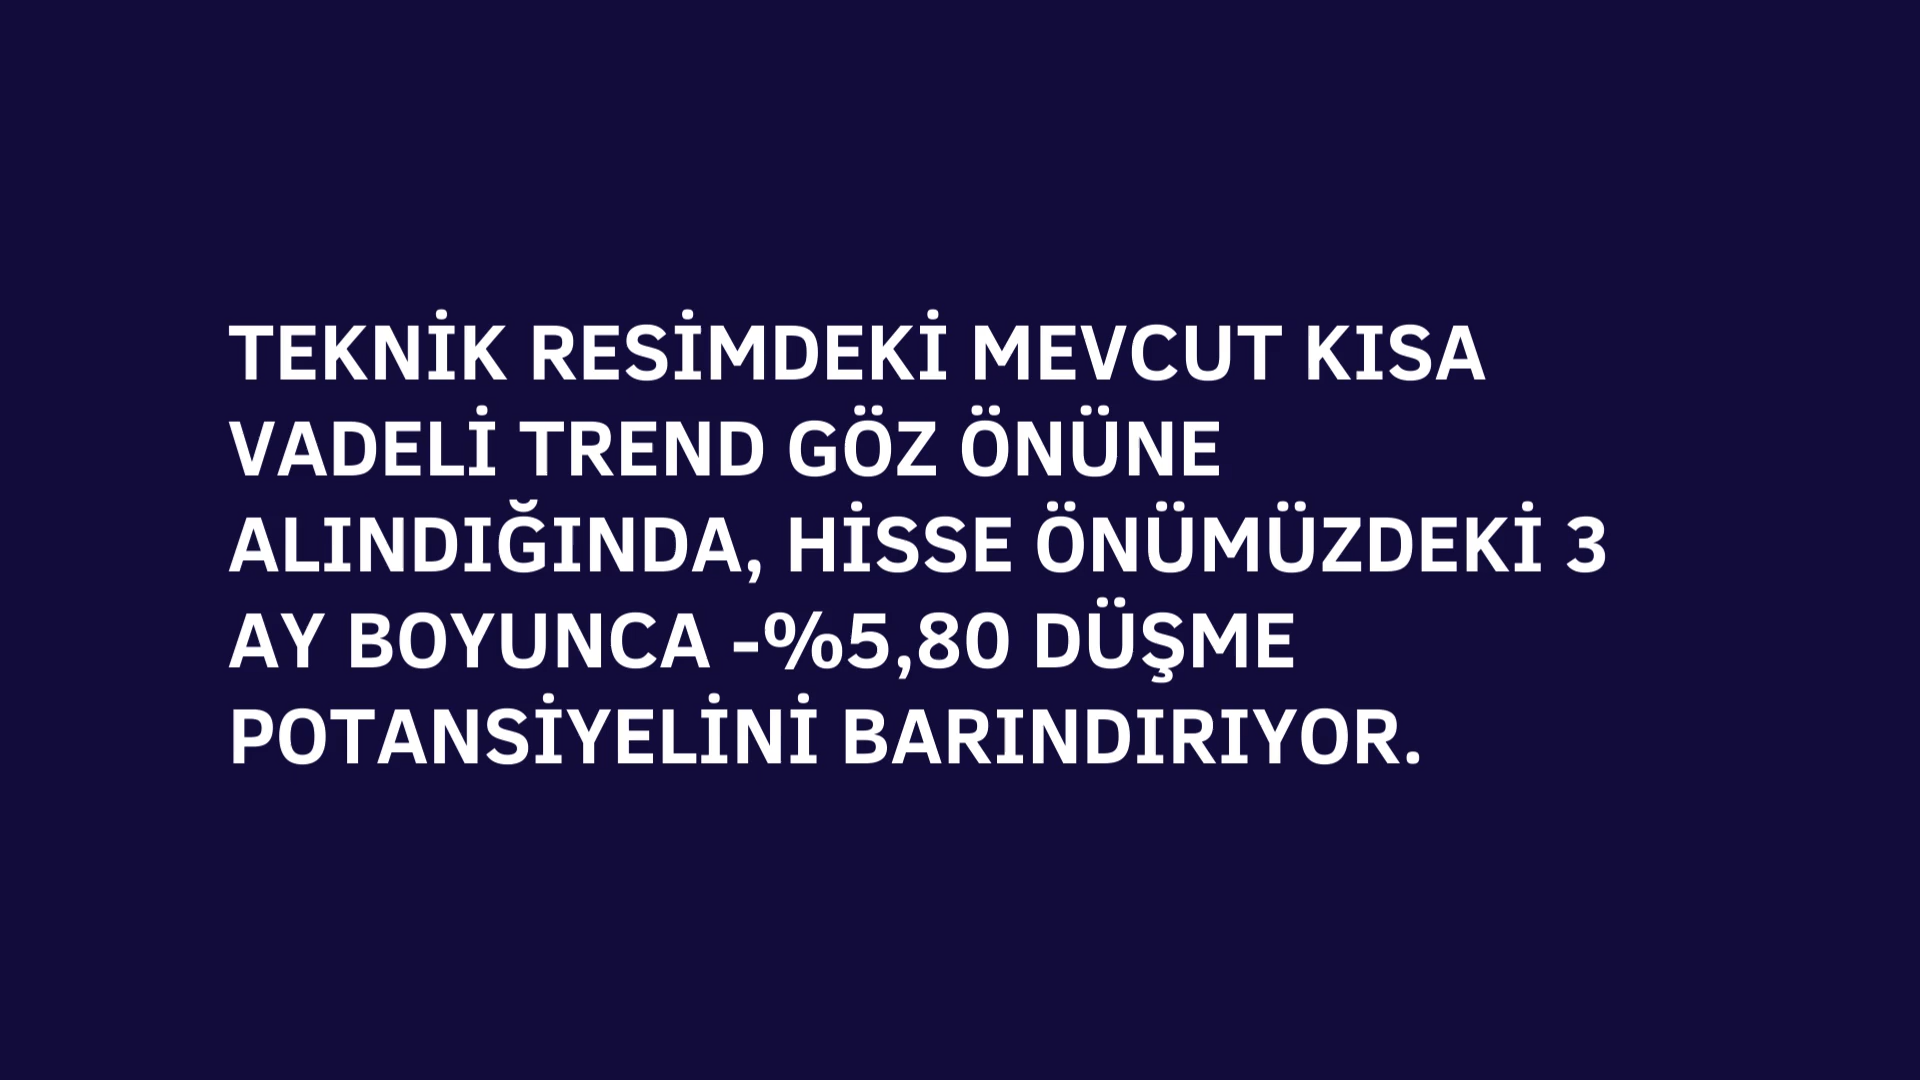 TEKNİK RESİMDEKİ MEVCUT KISA
VADELİ TREND GÖZ ÖNÜNE
ALINDIĞINDA, HİSSE ÖNÜMÜZDEKİ 3
AY BOYUNCA -%5,80 DÜŞME
POTANSİYELİNİ BARINDIRIYOR.